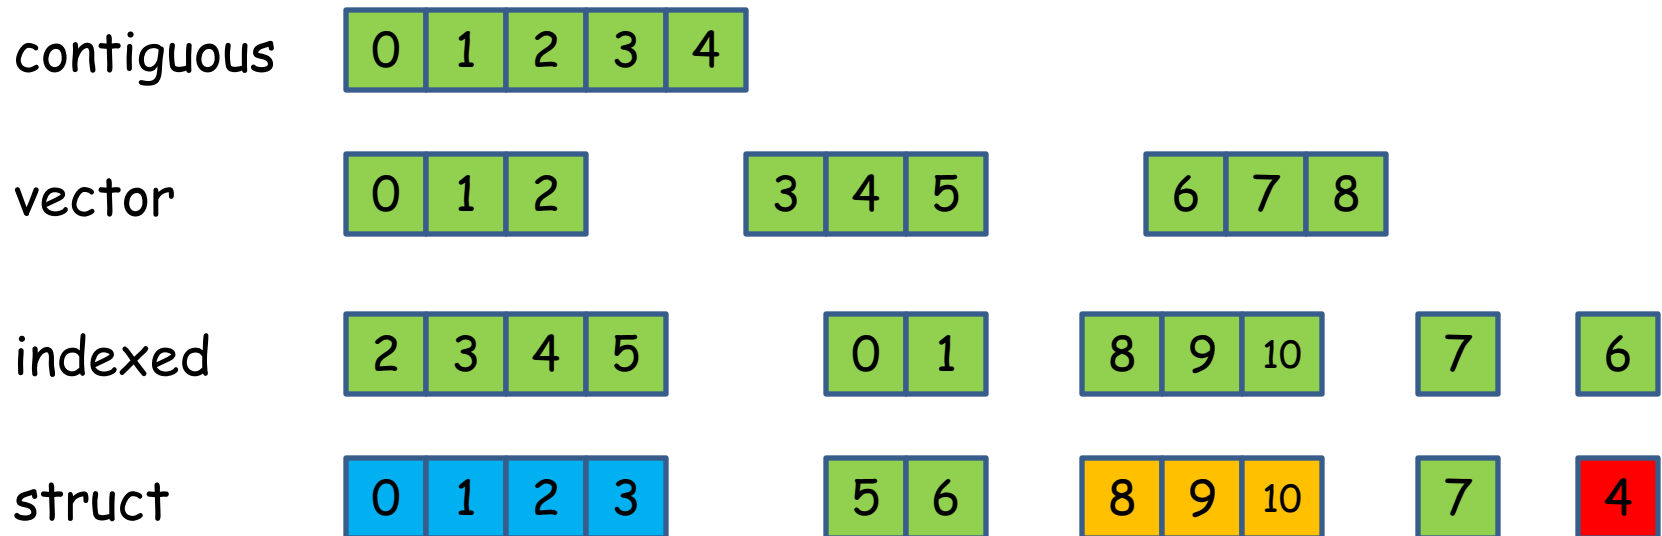 contiguous 0 1 2 3 4
vector 0 1 2 3 4 5 6 7 8
indexed 2 3 4 5 0 1 8 9 10 7 6
struct 0 1 2 3 5 6 8 9 10 7 4